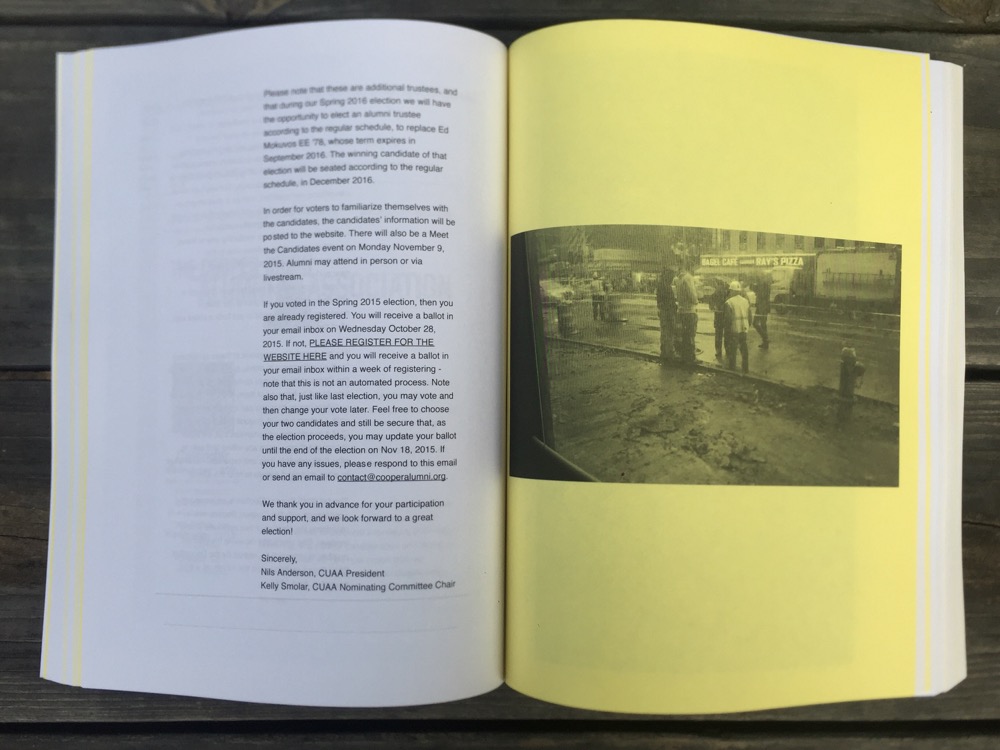 Please note that these are additional trustees, and
that during our Spring 2016 election we will have
the opportunity to elect an alumni trustee
according to the regular schedule, to replace Ed
Mokuvos EE '78, whose term expires in
September 2016. The winning candidate of that
election will be seated according to the regular
schedule, in December 2016.
In order for voters to familiarize themselves with
the candidates, the candidates' information will be
posted to the website. There will also be a Meet
the Candidates event on Monday November 9,
2015. Alumni may attend in person or via
livestream.
If you voted in the Spring 2015 election, then you
are already registered. You will receive a ballot in
your email inbox on Wednesday October 28,
2015. If not, PLEASE REGISTER FOR THE
WEBSITE HERE and you will receive a ballot in
your email inbox within a week of registering -
note that this is not an automated process. Note
also that, just like last election, you may vote and
then change your vote later. Feel free to choose
your two candidates and still be secure that, as
the election proceeds, you may update your ballot
until the end of the election on Nov 18, 2015. If
you have any issues, please respond to this email
or send an email to contact@cooperalumni.org.
We thank you in advance for your participation
and support, and we look forward to a great
election!
Sincerely,
Nils Anderson, CUAA President
Kelly Smolar, CUAA Nominating Committee Chair
BAGEL CAFE RAY'S PIZZA